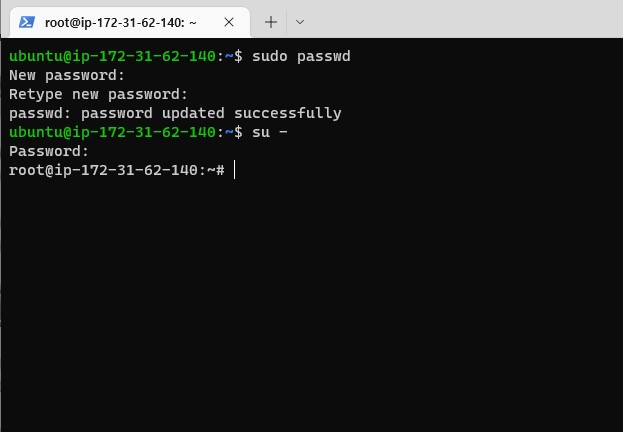 root@ip-172-31-62-140: ~
ubuntu@ip-172-31-62-140:~$ sudo passwd
New password:
Retype new password:
passwd: password updated successfully
ubuntu@ip-172-31-62-140:~$ su -
Password:
root@ip-172-31-62-140:~#